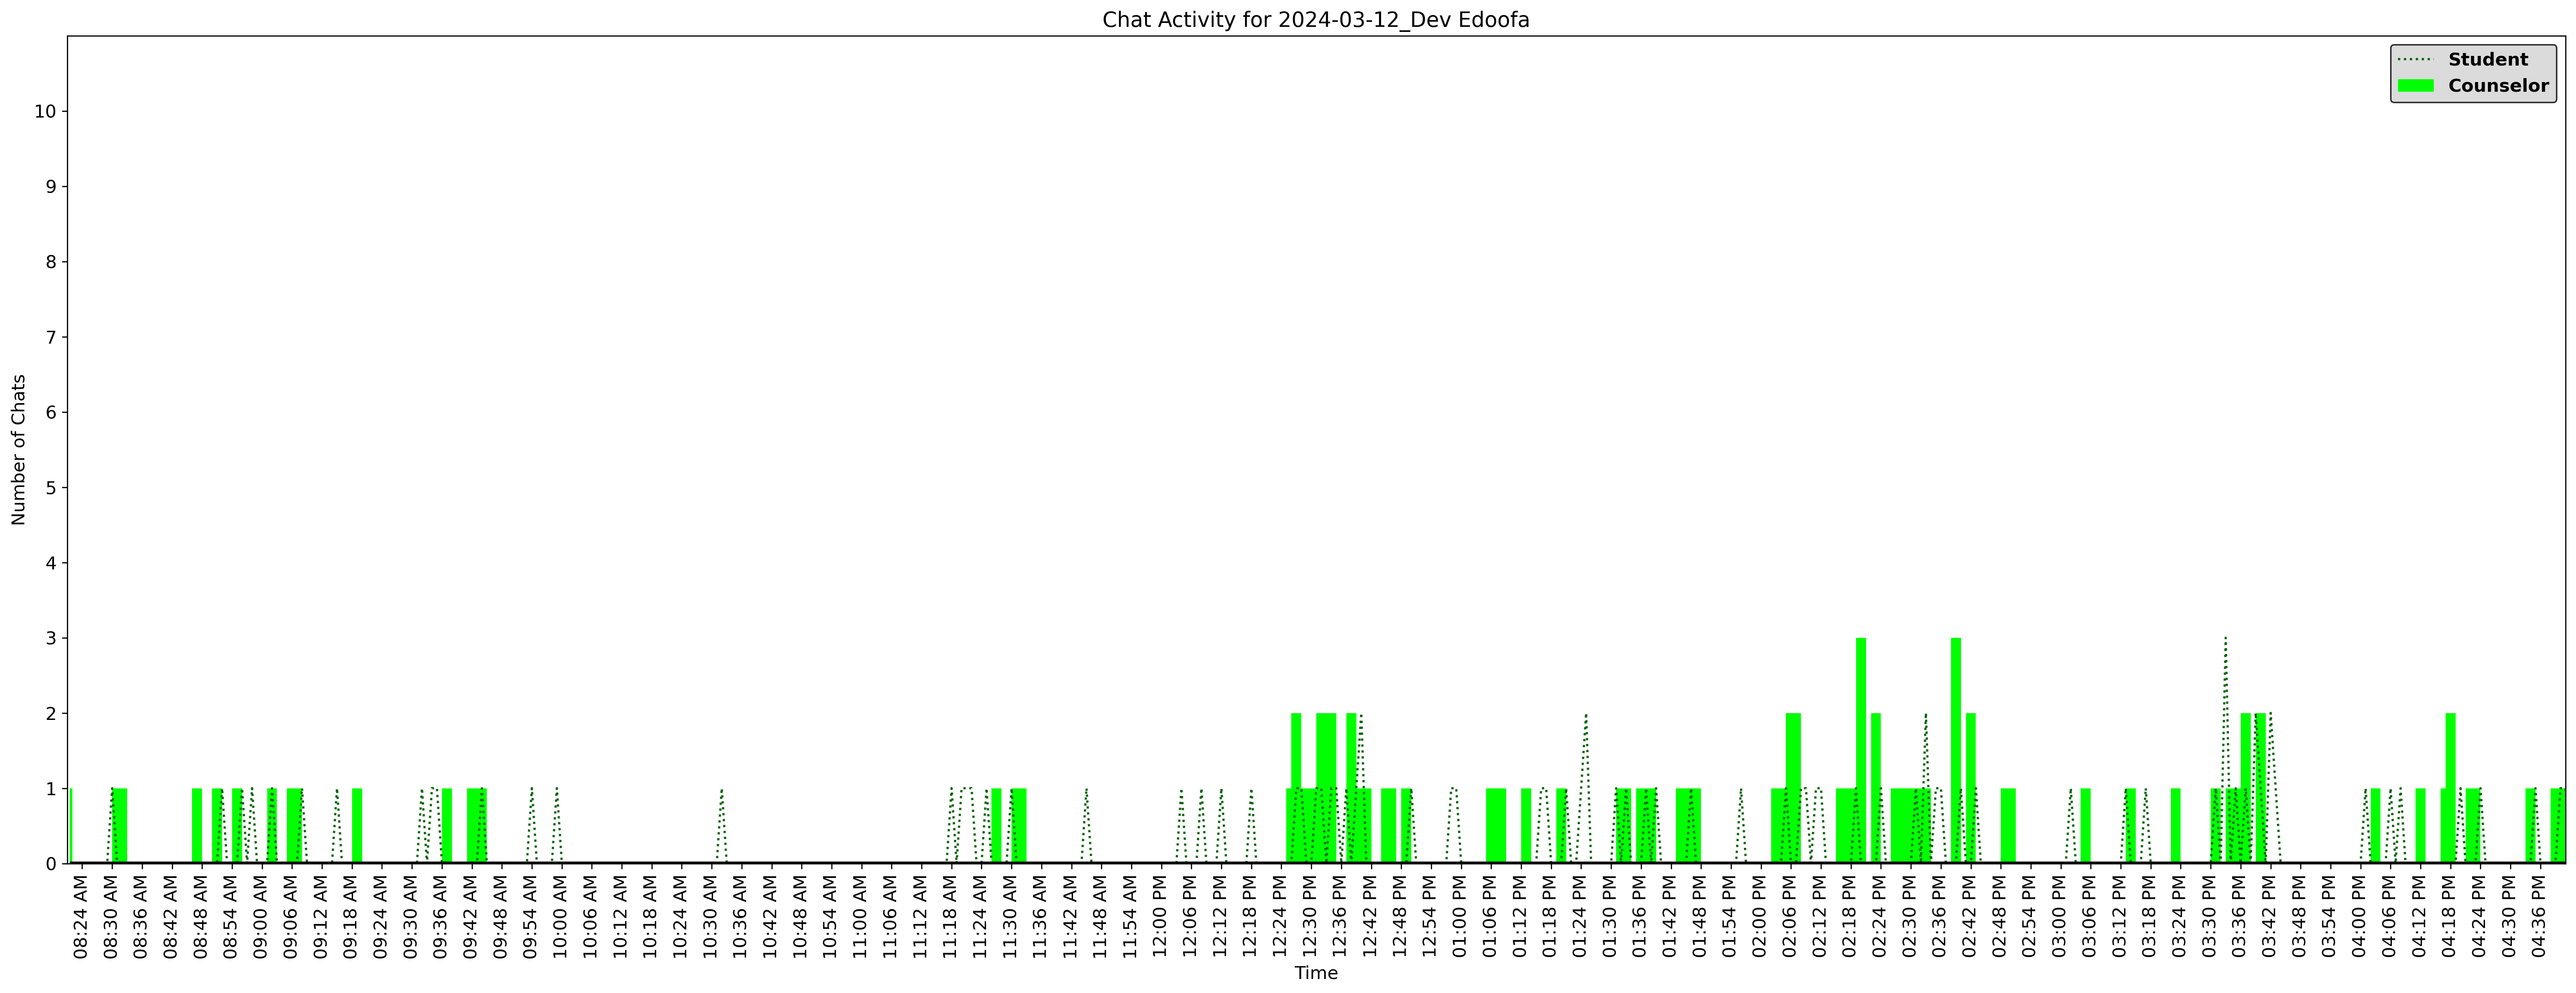 Chat Activity for 2024-03-12_Dev Edoofa
Student
Counselor
Number of Chats
10
9
8
7
6
5
4
3
2
1
0
08:24 AM
08:30 AM
08:36 AM
08:42 AM
08:48 AM
08:54 AM
09:00 AM
09:06 AM
09:12 AM
09:18 AM
09:24 AM
09:30 AM
09:36 AM
09:42 AM
09:48 AM
09:54 AM
10:00 AM
10:06 AM
10:12 AM
10:18 AM
10:24 AM
10:30 AM
10:36 AM
10:42 AM
10:48 AM
10:54 AM
11:00 AM
11:06 AM
11:12 AM
11:18 AM
11:24 AM
11:30 AM
11:36 AM
11:42 AM
11:48 AM
11:54 AM
12:00 PM
12:06 PM
12:12 PM
12:18 PM
12:24 PM
12:30 PM
12:36 PM
12:42 PM
12:48 PM
12:54 PM
01:00 PM
01:06 PM
01:12 PM
01:18 PM
01:24 PM
01:30 PM
01:36 PM
01:42 PM
01:48 PM
01:54 PM
02:00 PM
02:06 PM
02:12 PM
02:18 PM
02:24 PM
02:30 PM
02:36 PM
02:42 PM
02:48 PM
02:54 PM
03:00 PM
03:06 PM
03:12 PM
03:18 PM
03:24 PM
03:30 PM
03:36 PM
03:42 PM
03:48 PM
03:54 PM
04:00 PM
04:06 PM
04:12 PM
04:18 PM
04:24 PM
04:30 PM
04:36 PM
Time